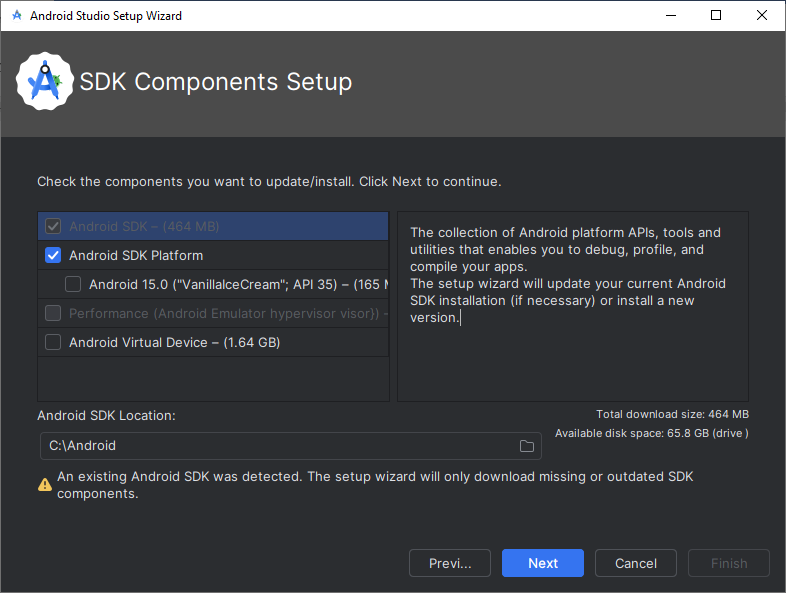 Android Studio Setup Wizard
SDK Components Setup
Check the components you want to update/install. Click Next to continue.
Android SDK – (464 MB)
Android SDK Platform
Android 15.0 ("VanillaIceCream"; API 35) – (165 M
Performance (Android Emulator hypervisor visor}) –
Android Virtual Device – (1.64 GB)
The collection of Android platform APIs, tools and
utilities that enables you to debug, profile, and
compile your apps.
The setup wizard will update your current Android
SDK installation (if necessary) or install a new
version.
Android SDK Location:
Total download size: 464 MB
Available disk space: 65.8 GB (drive )
C:\Android
An existing Android SDK was detected. The setup wizard will only download missing or outdated SDK
components.
Previ...
Next
Cancel
Finish